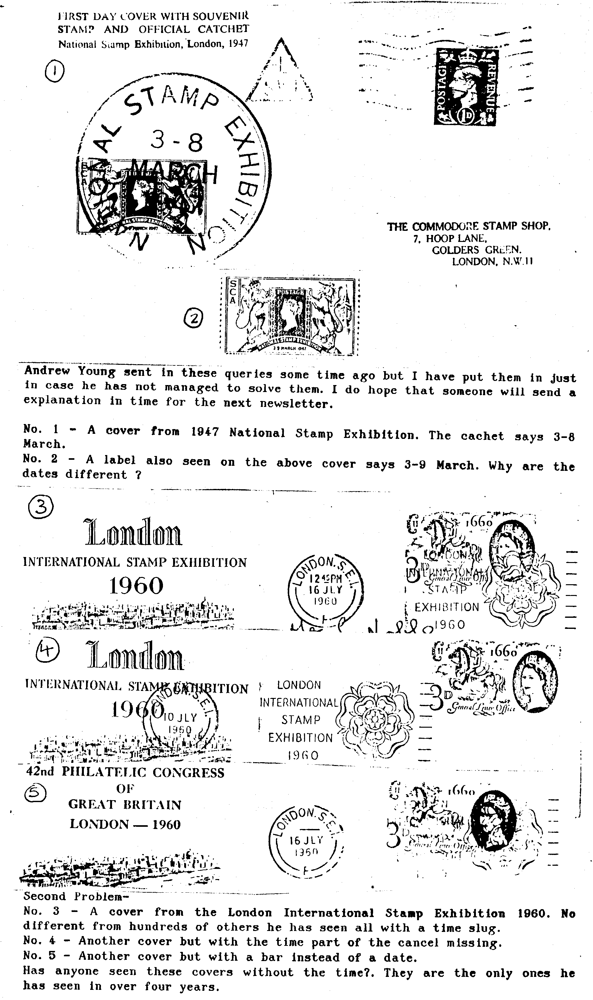 FIRST DAY COVER WITH SOUVENIR
STAMP AND OFFICIAL CATCHET
National Stamp Exhibition, London, 1947
1
STAMP EXHIBITION
3-8
MARCH
SCA
NATIONAL STAMP EXHIBITION
MARCH 1947
POSTAGE REVENUE
1D
THE COMMODORE STAMP SHOP,
7, HOOP LANE,
GOLDERS GREEN.
LONDON, N.W.11
2
SCA
POSTAGE
NATIONAL STAMP EXHIBITION
3 9 MARCH 1947
Andrew Young sent in these queries some time ago but I have put them in just
in case he has not managed to solve them. I do hope that someone will send a
explanation in time for the next newsletter.
No. 1 - A cover from 1947 National Stamp Exhibition. The cachet says 3-8
March.
No. 2 - A label also seen on the above cover says 3-9 March. Why are the
dates different ?
3
London
INTERNATIONAL STAMP EXHIBITION
1960
LONDON. S.E.1.
12 45PM
16 JLY
1960
1660
3D
General Letter Office
LONDON
INTERNATIONAL
STAMP
EXHIBITION
1960
4
London
INTERNATIONAL STAMP EXHIBITION
1960
LONDON. S.E.1.
10 JLY
1960
LONDON
INTERNATIONAL
STAMP
EXHIBITION
1960
1660
3D
General Letter Office
42nd PHILATELIC CONGRESS
5
OF
GREAT BRITAIN
LONDON — 1960
LONDON. S.E.1.
16 JLY
1960
1660
3D
General Letter Office
Second Problem-
No. 3 - A cover from the London International Stamp Exhibition 1960. No
different from hundreds of others he has seen all with a time slug.
No. 4 - Another cover but with the time part of the cancel missing.
No. 5 - Another cover but with a bar instead of a date.
Has anyone seen these covers without the time?. They are the only ones he
has seen in over four years.